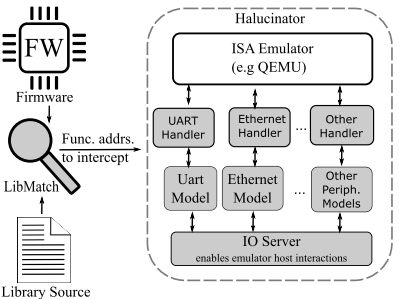 Halucinator
FW
Firmware
ISA Emulator
(e.g QEMU)
Func. addrs.
to intercept
LibMatch
UART
Handler
Ethernet
Handler
...
Other
Handler
Uart
Model
Ethernet
Model
...
Other
Periph.
Models
IO Server
enables emulator host interactions
Library Source